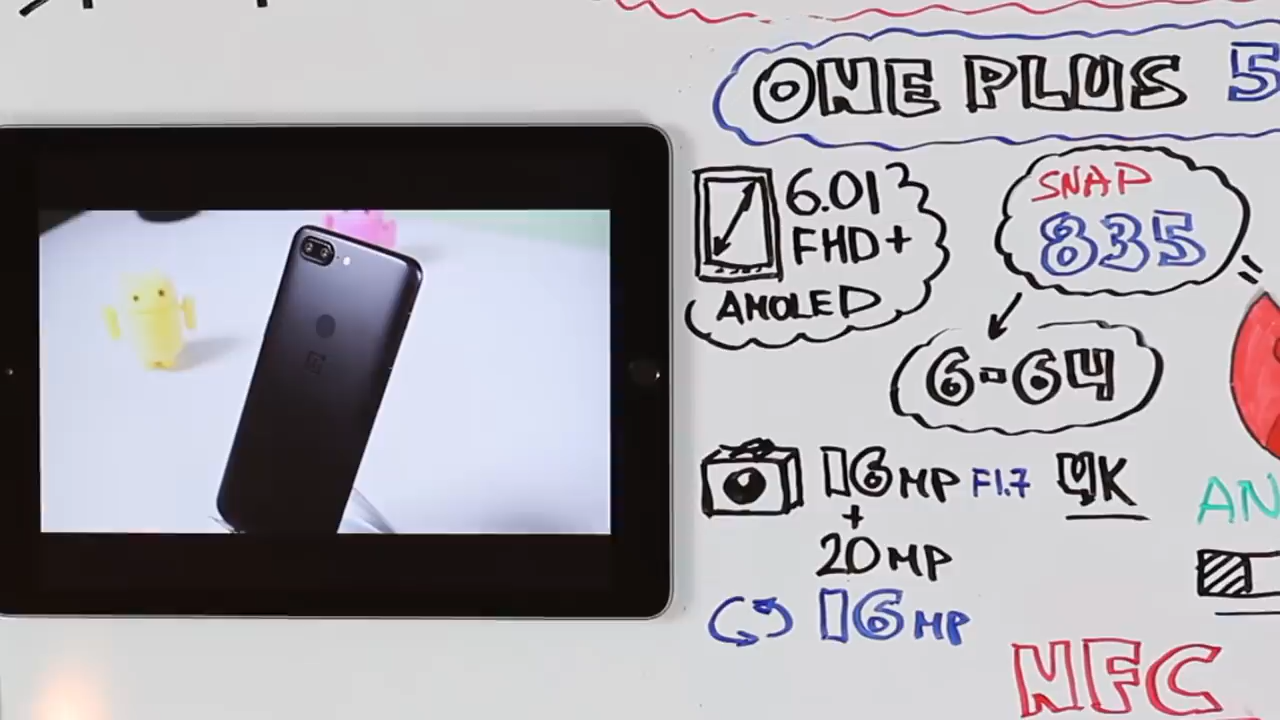 ONE PLUS 5
6.01"
FHD+
AMOLED
SNAP
835
6-64
16MP F1.7 4K
+
20MP
16MP
AN
NFC